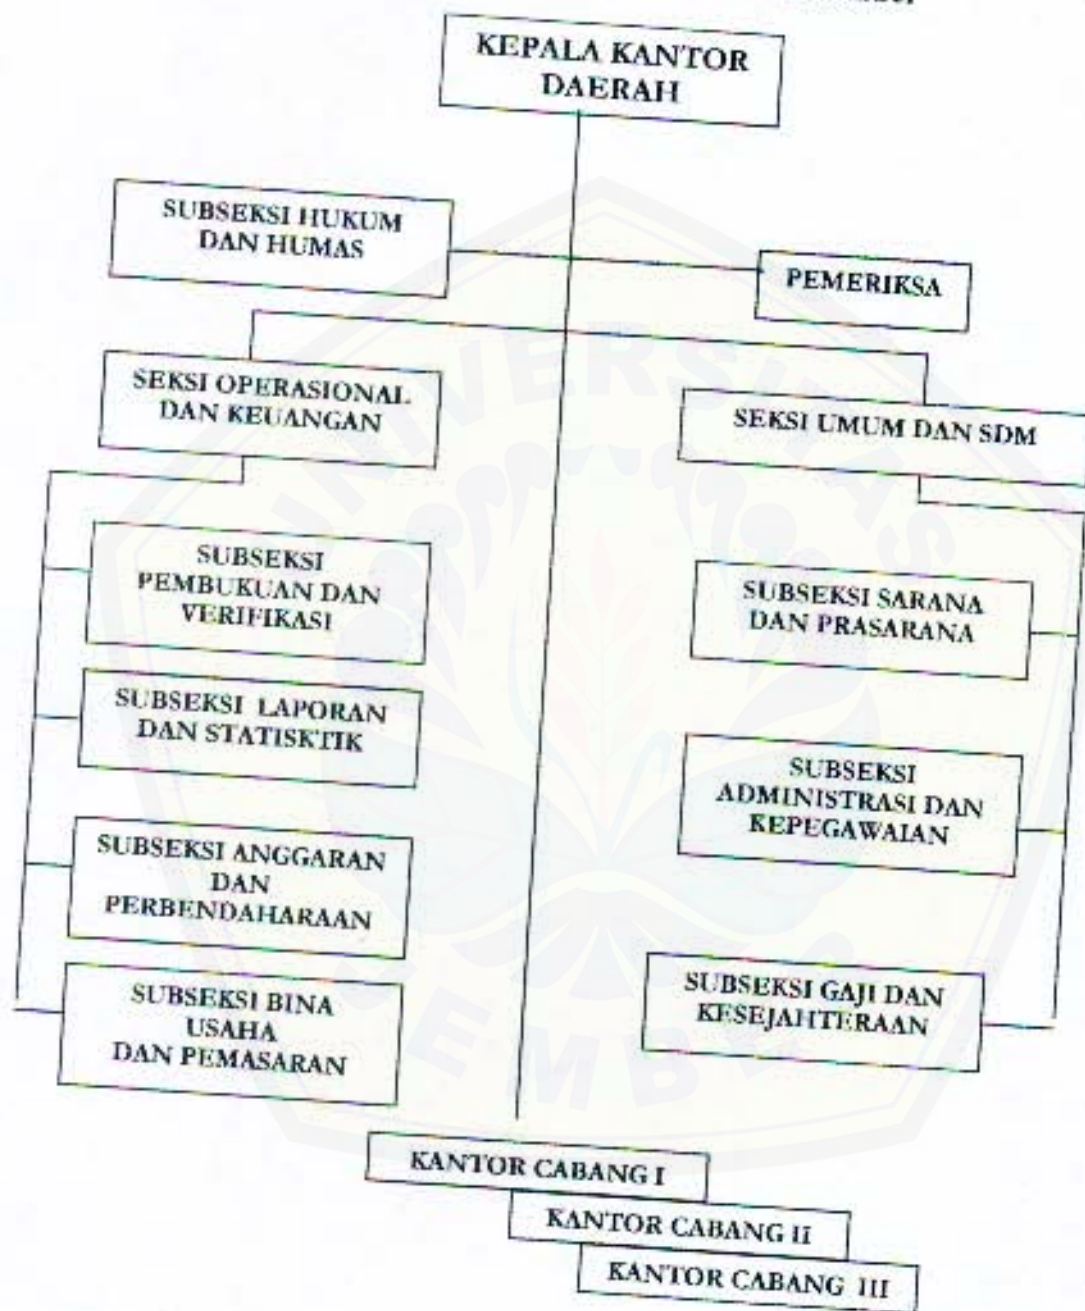 KEPALA KANTOR
DAERAH
SUBSEKSI HUKUM
DAN HUMAS
PEMERIKSA
SEKSI OPERASIONAL
DAN KEUANGAN
SEKSI UMUM DAN SDM
SUBSEKSI
PEMBUKUAN DAN
VERIFIKASI
SUBSEKSI LAPORAN
DAN STATISKTIK
SUBSEKSI ANGGARAN
DAN
PERBENDAHARAAN
SUBSEKSI BINA
USAHA
DAN PEMASARAN
SUBSEKSI SARANA
DAN PRASARANA
SUBSEKSI
ADMINISTRASI DAN
KEPEGAWAIAN
SUBSEKSI GAJI DAN
KESEJAHTERAAN
KANTOR CABANG I
KANTOR CABANG II
KANTOR CABANG III
UNIVERSITAS
JEMBER